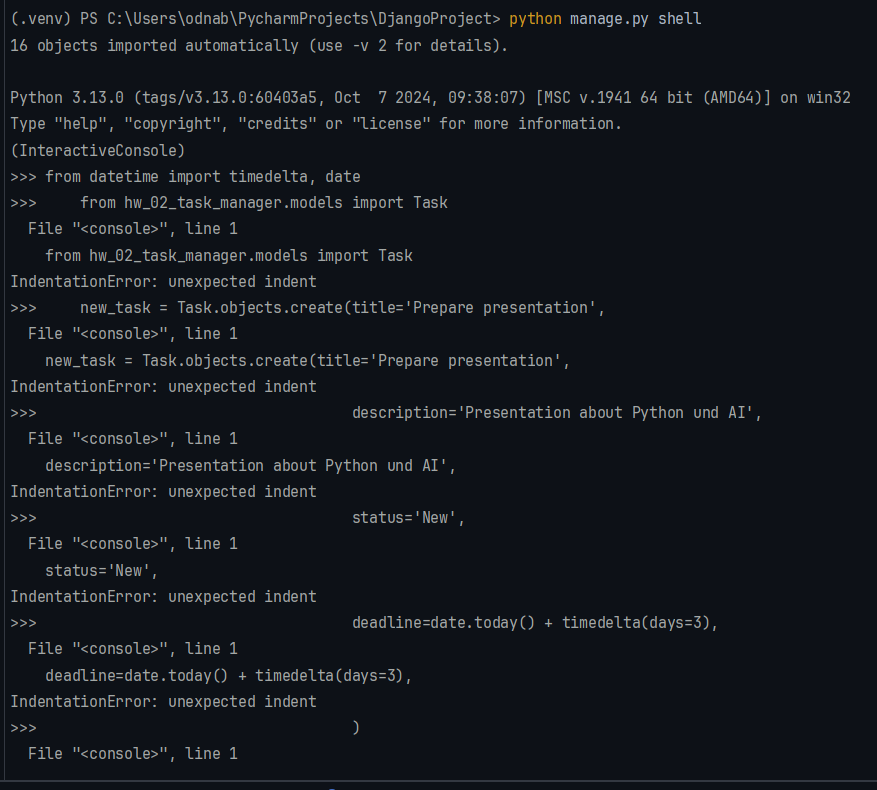 (.venv) PS C:\Users\odnab\PycharmProjects\DjangoProject> python manage.py shell
16 objects imported automatically (use -v 2 for details).

Python 3.13.0 (tags/v3.13.0:60403a5, Oct  7 2024, 09:38:07) [MSC v.1941 64 bit (AMD64)] on win32
Type "help", "copyright", "credits" or "license" for more information.
(InteractiveConsole)
>>> from datetime import timedelta, date
>>>     from hw_02_task_manager.models import Task
  File "<console>", line 1
    from hw_02_task_manager.models import Task
IndentationError: unexpected indent
>>>     new_task = Task.objects.create(title='Prepare presentation',
  File "<console>", line 1
    new_task = Task.objects.create(title='Prepare presentation',
IndentationError: unexpected indent
>>>                                    description='Presentation about Python und AI',
  File "<console>", line 1
    description='Presentation about Python und AI',
IndentationError: unexpected indent
>>>                                    status='New',
  File "<console>", line 1
    status='New',
IndentationError: unexpected indent
>>>                                    deadline=date.today() + timedelta(days=3),
  File "<console>", line 1
    deadline=date.today() + timedelta(days=3),
IndentationError: unexpected indent
>>>                                    )
  File "<console>", line 1